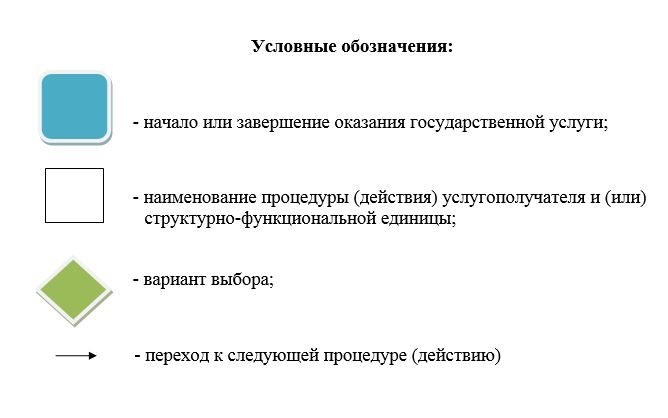 Условные обозначения:
- начало или завершение оказания государственной услуги;
- наименование процедуры (действия) услугополучателя и (или)
структурно-функциональной единицы;
- вариант выбора;
- переход к следующей процедуре (действию)